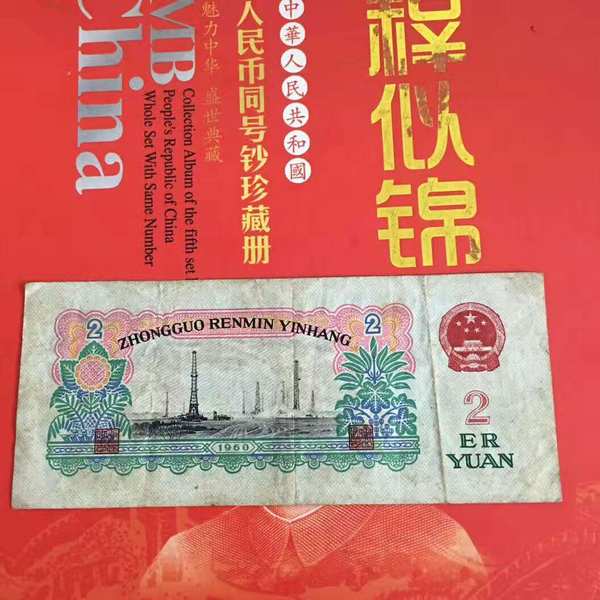 程似锦
中華人民共和國
人民币同号钞珍藏册
魅力中华 盛世典藏
MB
China
Collection Album of the fifth set
People's Republic of China
Whole Set With Same Number
2
ZHONGGUO RENMIN YINHANG
2
1960
2
ER
YUAN